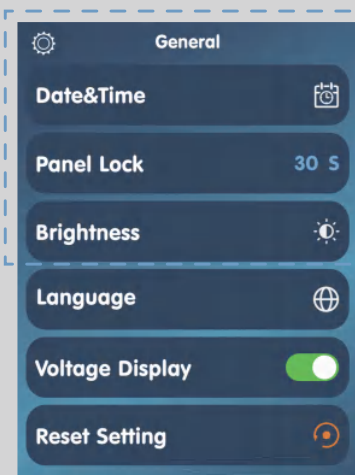 General
Date&Time
Panel Lock 30 S
Brightness
Language
Voltage Display
Reset Setting